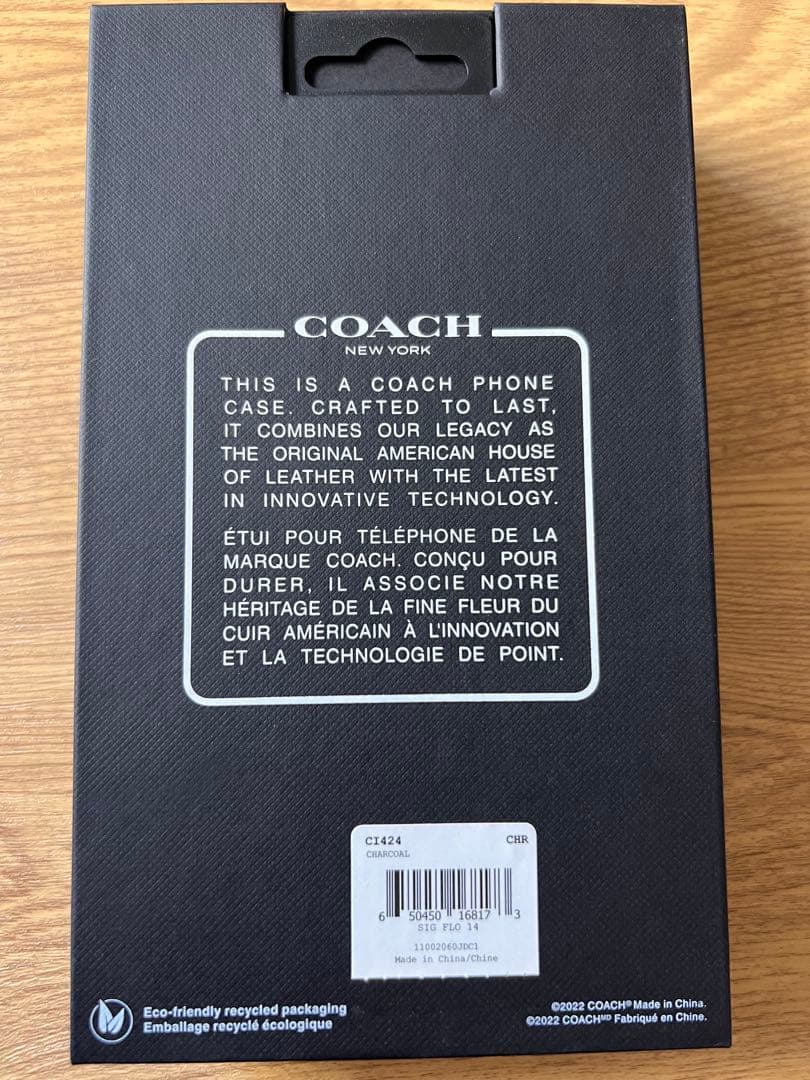 COACH
NEW YORK
THIS IS A COACH PHONE
CASE. CRAFTED TO LAST,
IT COMBINES OUR LEGACY AS
THE ORIGINAL AMERICAN HOUSE
OF LEATHER WITH THE LATEST
IN INNOVATIVE TECHNOLOGY.
ÉTUI POUR TÉLÉPHONE DE LA
MARQUE COACH. CONÇU POUR
DURER, IL ASSOCIE NOTRE
HÉRITAGE DE LA FINE FLEUR DU
CUIR AMÉRICAIN À L'INNOVATION
ET LA TECHNOLOGIE DE POINT.
CI424 CHR
CHARCOAL
6 50450 16817 3
SIG FLO 14
11002060JDC1
Made in China/Chine
Eco-friendly recycled packaging
Emballage recyclé écologique
©2022 COACH® Made in China.
©2022 COACHᴹᴰ Fabriqué en Chine.